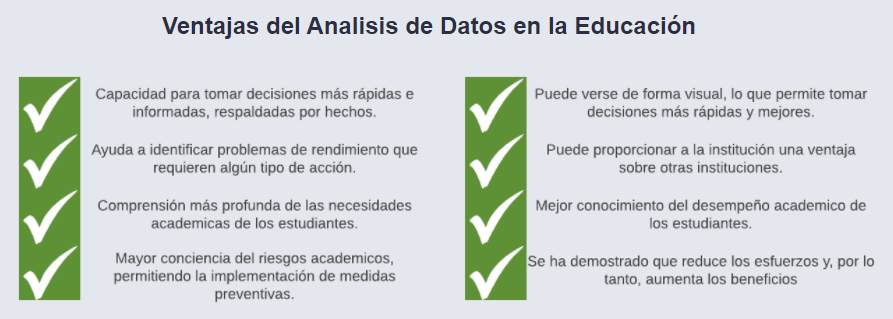 Ventajas del Analisis de Datos en la Educación
Capacidad para tomar decisiones más rápidas e
informadas, respaldadas por hechos.
Ayuda a identificar problemas de rendimiento que
requieren algún tipo de acción.
Comprensión más profunda de las necesidades
academicas de los estudiantes.
Mayor conciencia del riesgos academicos,
permitiendo la implementación de medidas
preventivas.
Puede verse de forma visual, lo que permite tomar
decisiones más rápidas y mejores.
Puede proporcionar a la institución una ventaja
sobre otras instituciones.
Mejor conocimiento del desempeño academico de
los estudiantes.
Se ha demostrado que reduce los esfuerzos y, por lo
tanto, aumenta los beneficios